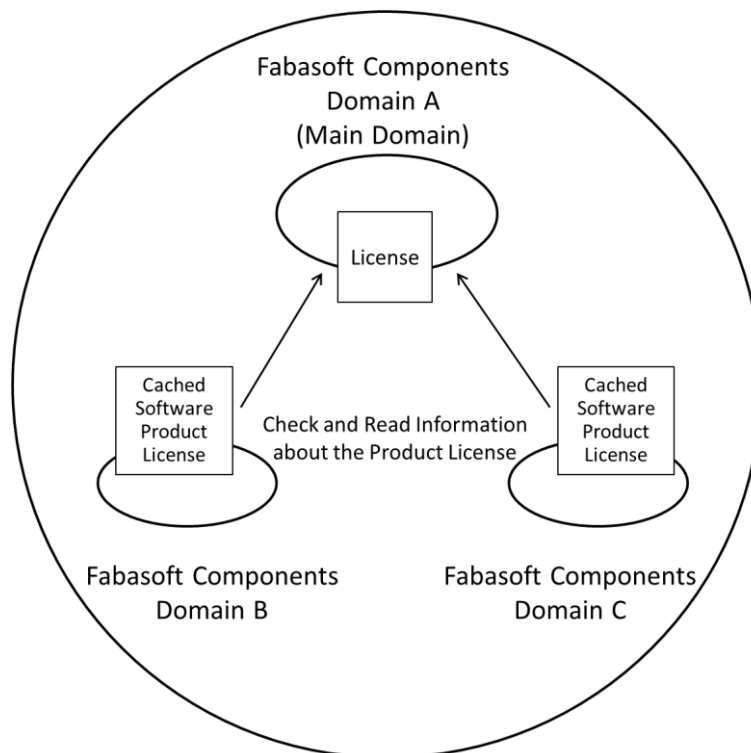 Fabasoft Components
Domain A
(Main Domain)
License
Cached
Software
Product
License
Check and Read Information
about the Product License
Cached
Software
Product
License
Fabasoft Components
Domain B
Fabasoft Components
Domain C